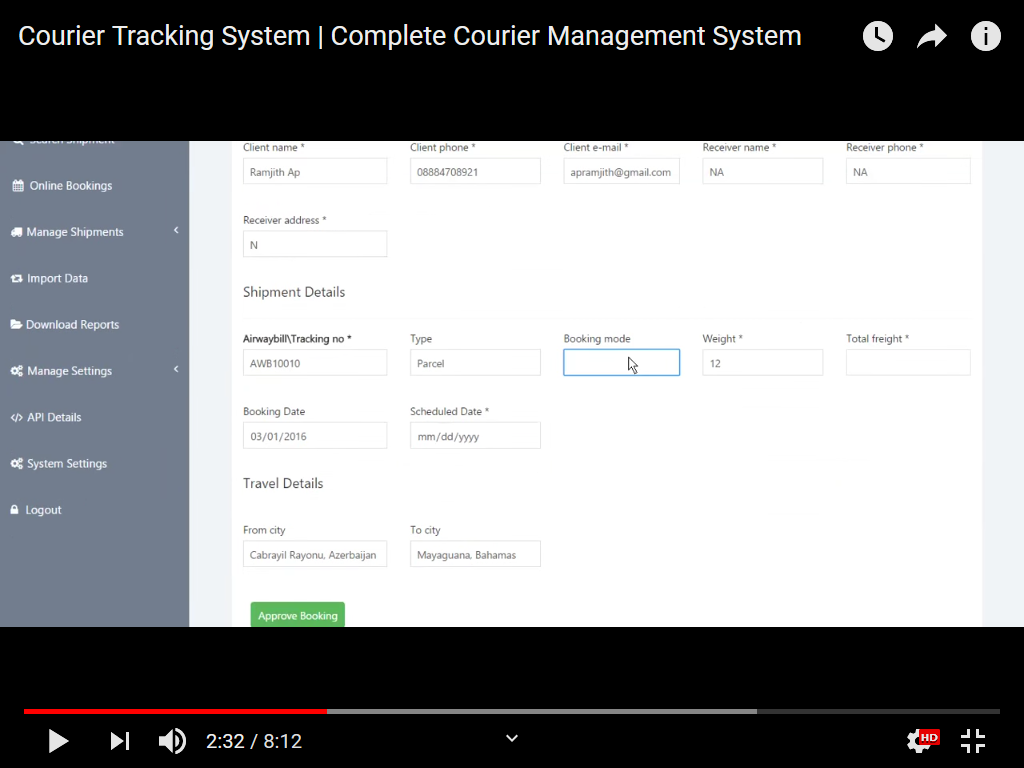 Courier Tracking System | Complete Courier Management System
Search Shipment
Online Bookings
Manage Shipments
Import Data
Download Reports
Manage Settings
API Details
System Settings
Logout
Client name * Client phone * Client e-mail * Receiver name * Receiver phone *
Ramjith Ap 08884708921 apramjith@gmail.com NA NA
Receiver address *
N
Shipment Details
Airwaybill\Tracking no * Type Booking mode Weight * Total freight *
AWB10010 Parcel 12
Booking Date Scheduled Date *
03/01/2016 mm/dd/yyyy
Travel Details
From city To city
Cabrayil Rayonu, Azerbaijan Mayaguana, Bahamas
Approve Booking
2:32 / 8:12 HD